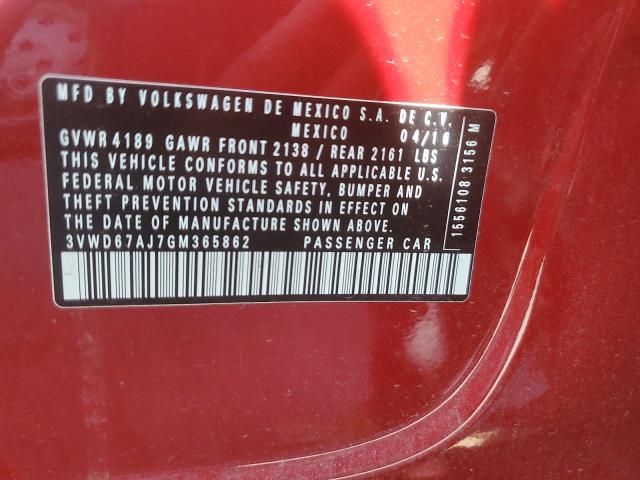 MFD BY VOLKSWAGEN DE MEXICO S.A. DE C.V.
MEXICO 04/16
GVWR 4189 GAWR FRONT 2138 / REAR 2161 LBS
THIS VEHICLE CONFORMS TO ALL APPLICABLE U.S.
FEDERAL MOTOR VEHICLE SAFETY, BUMPER AND
THEFT PREVENTION STANDARDS IN EFFECT ON
THE DATE OF MANUFACTURE SHOWN ABOVE.
3VWD67AJ7GM365862 PASSENGER CAR
1556108 3156 M